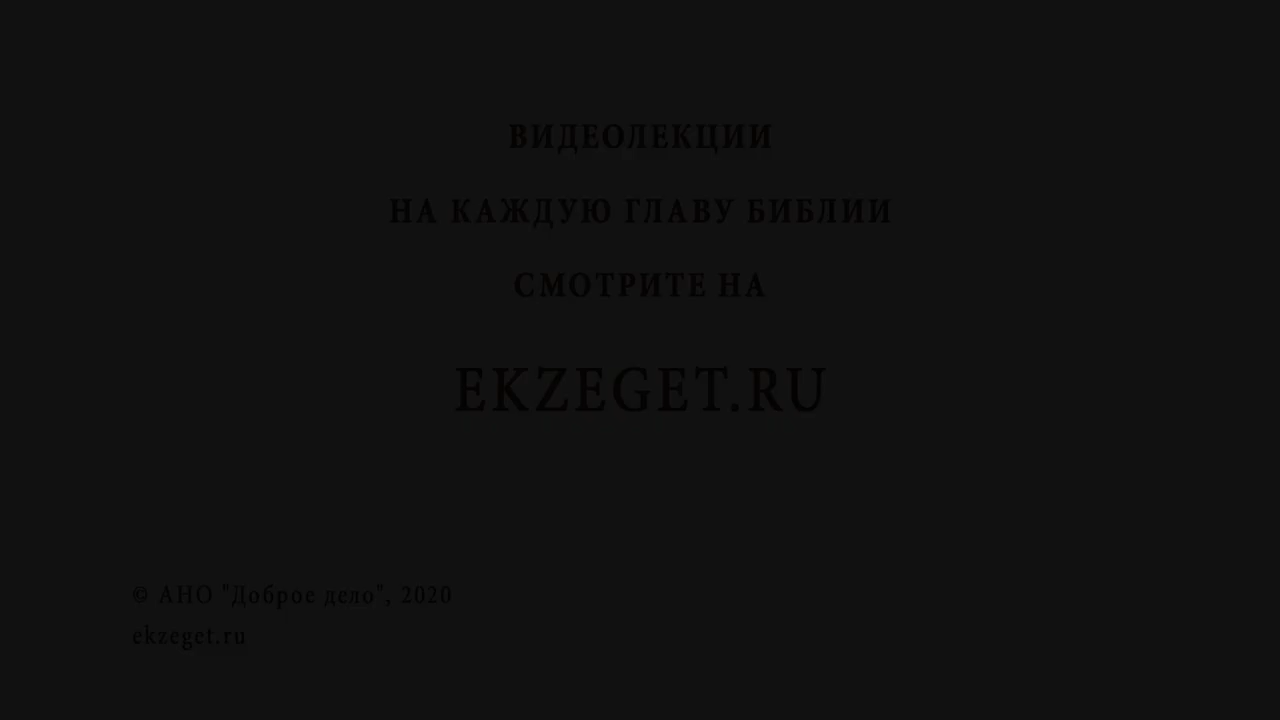 ВИДЕОЛЕКЦИИ
НА КАЖДУЮ ГЛАВУ БИБЛИИ
СМОТРИТЕ НА
EKZEGET.RU
© АНО "Доброе дело", 2020
ekzeget.ru